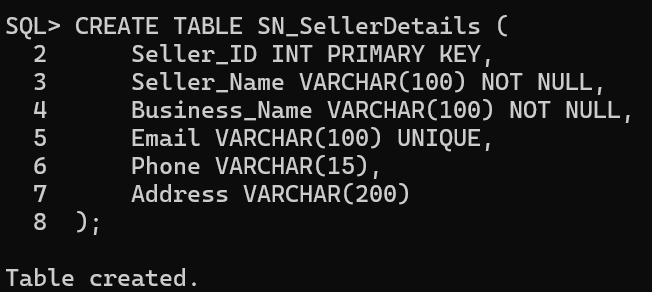 SQL> CREATE TABLE SN_SellerDetails (
  2      Seller_ID INT PRIMARY KEY,
  3      Seller_Name VARCHAR(100) NOT NULL,
  4      Business_Name VARCHAR(100) NOT NULL,
  5      Email VARCHAR(100) UNIQUE,
  6      Phone VARCHAR(15),
  7      Address VARCHAR(200)
  8  );
Table created.